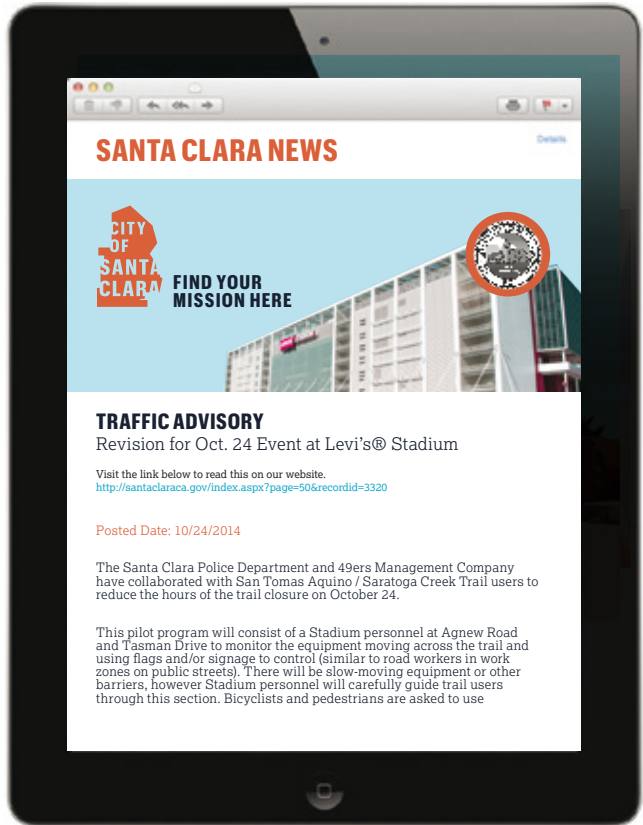 Details
SANTA CLARA NEWS
CITY
OF
SANTA
CLARA
FIND YOUR
MISSION HERE
TRAFFIC ADVISORY
Revision for Oct. 24 Event at Levi's® Stadium
Visit the link below to read this on our website.
http://santaclaraca.gov/index.aspx?page=50&recordid=3320
Posted Date: 10/24/2014
The Santa Clara Police Department and 49ers Management Company
have collaborated with San Tomas Aquino / Saratoga Creek Trail users to
reduce the hours of the trail closure on October 24.
This pilot program will consist of a Stadium personnel at Agnew Road
and Tasman Drive to monitor the equipment moving across the trail and
using flags and/or signage to control (similar to road workers in work
zones on public streets). There will be slow-moving equipment or other
barriers, however Stadium personnel will carefully guide trail users
through this section. Bicyclists and pedestrians are asked to use